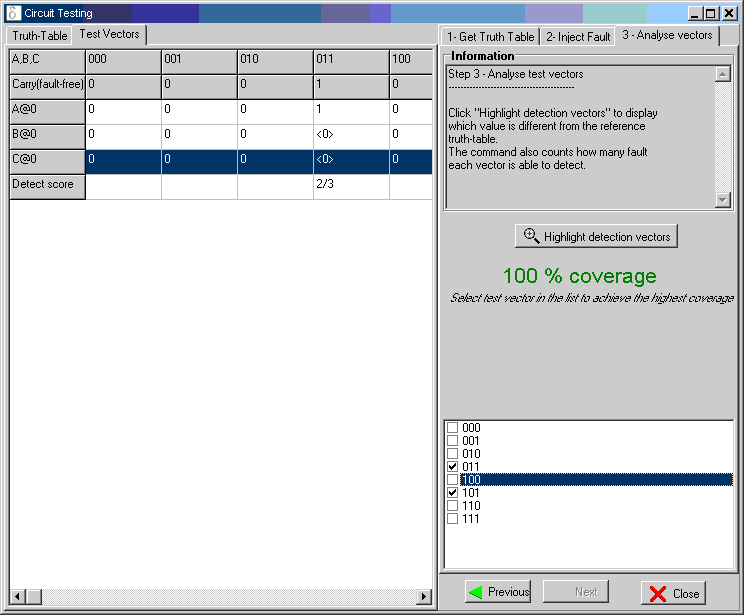 Circuit Testing
Truth-Table Test Vectors
A,B,C 000 001 010 011 100
Carry(fault-free) 0 0 0 1 0
A@0 0 0 0 1 0
B@0 0 0 0 <0> 0
C@0 0 0 0 <0> 0
Detect score 2/3
1- Get Truth Table 2- Inject Fault 3 - Analyse vectors
Information
Step 3 - Analyse test vectors
------------------------------------------
Click "Highlight detection vectors" to display
which value is different from the reference
truth-table.
The command also counts how many fault
each vector is able to detect.
Highlight detection vectors
100 % coverage
Select test vector in the list to achieve the highest coverage
000
001
010
011
100
101
110
111
Previous Next Close